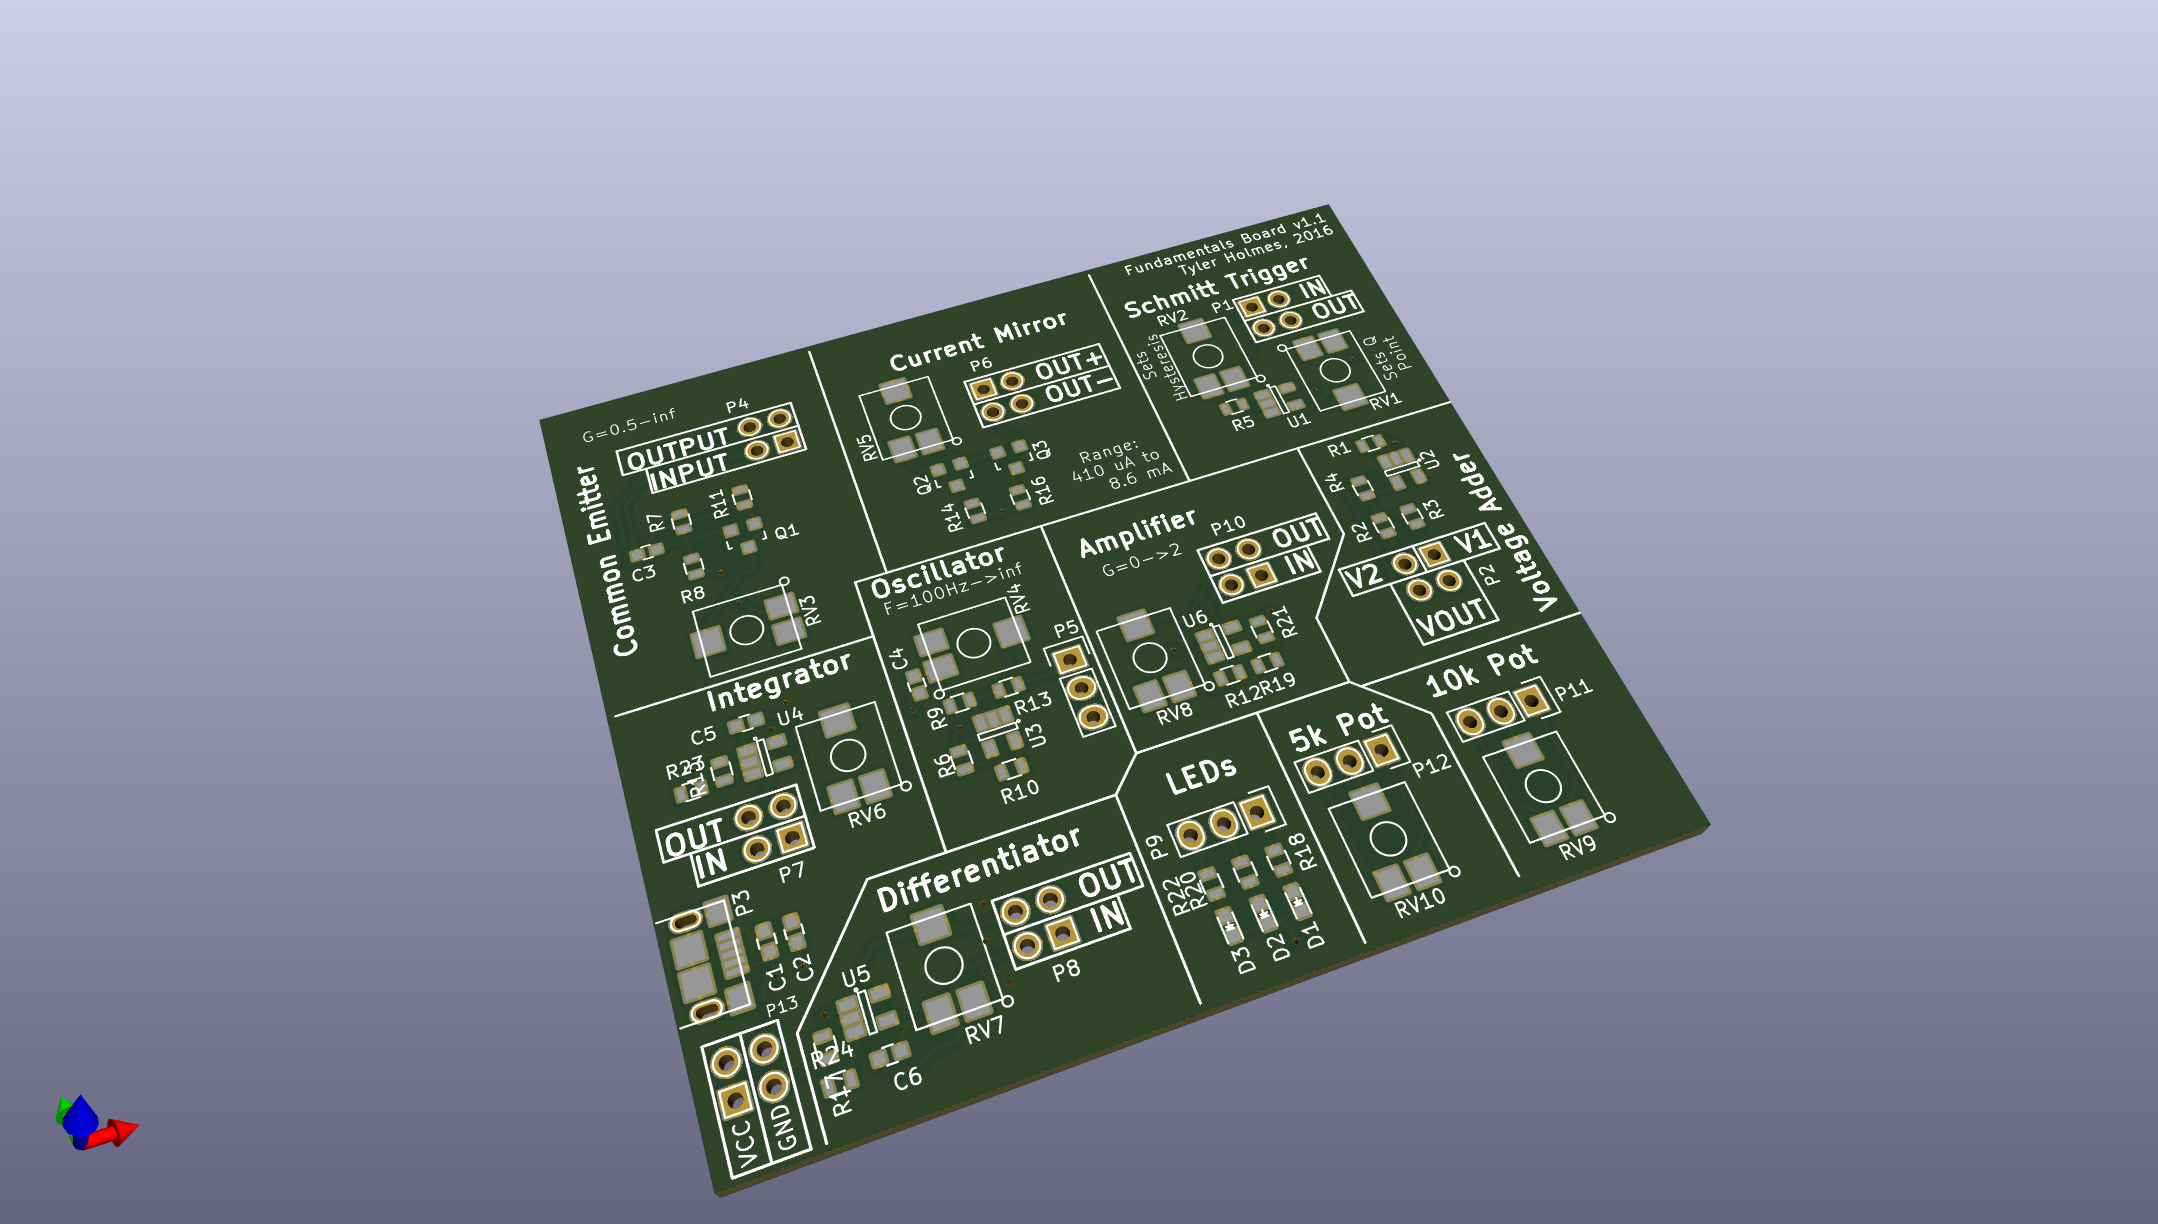 Fundamentals Board v1.1
Tyler Holmes, 2016
Schmitt Trigger
P1
IN
OUT
RV2
Sets
Hysteresis
Q
Sets
Point
RV1
R5
U1
Current Mirror
P6
OUT+
OUT-
RV5
Q2
Q3
R14
R16
Range:
410 uA to
8.6 mA
G=0.5-inf
P4
OUTPUT
INPUT
Common Emitter
R7
R11
Q1
C3
R8
RV3
R1
U2
R4
R2
R3
V1
V2
P2
VOUT
Voltage Adder
Amplifier
G=0->2
P10
OUT
IN
U6
R21
R12
R19
RV8
Oscillator
F=100Hz->inf
RV4
P5
C4
R9
R13
R6
U3
R10
Integrator
C5
U4
R23
RV6
OUT
IN
P7
10k Pot
P11
RV9
5k Pot
P12
RV10
LEDs
P9
R22
R20
R18
D3
D2
D1
Differentiator
OUT
IN
P8
U5
RV7
R24
R17
C6
P3
C1
C2
P13
VCC
GND